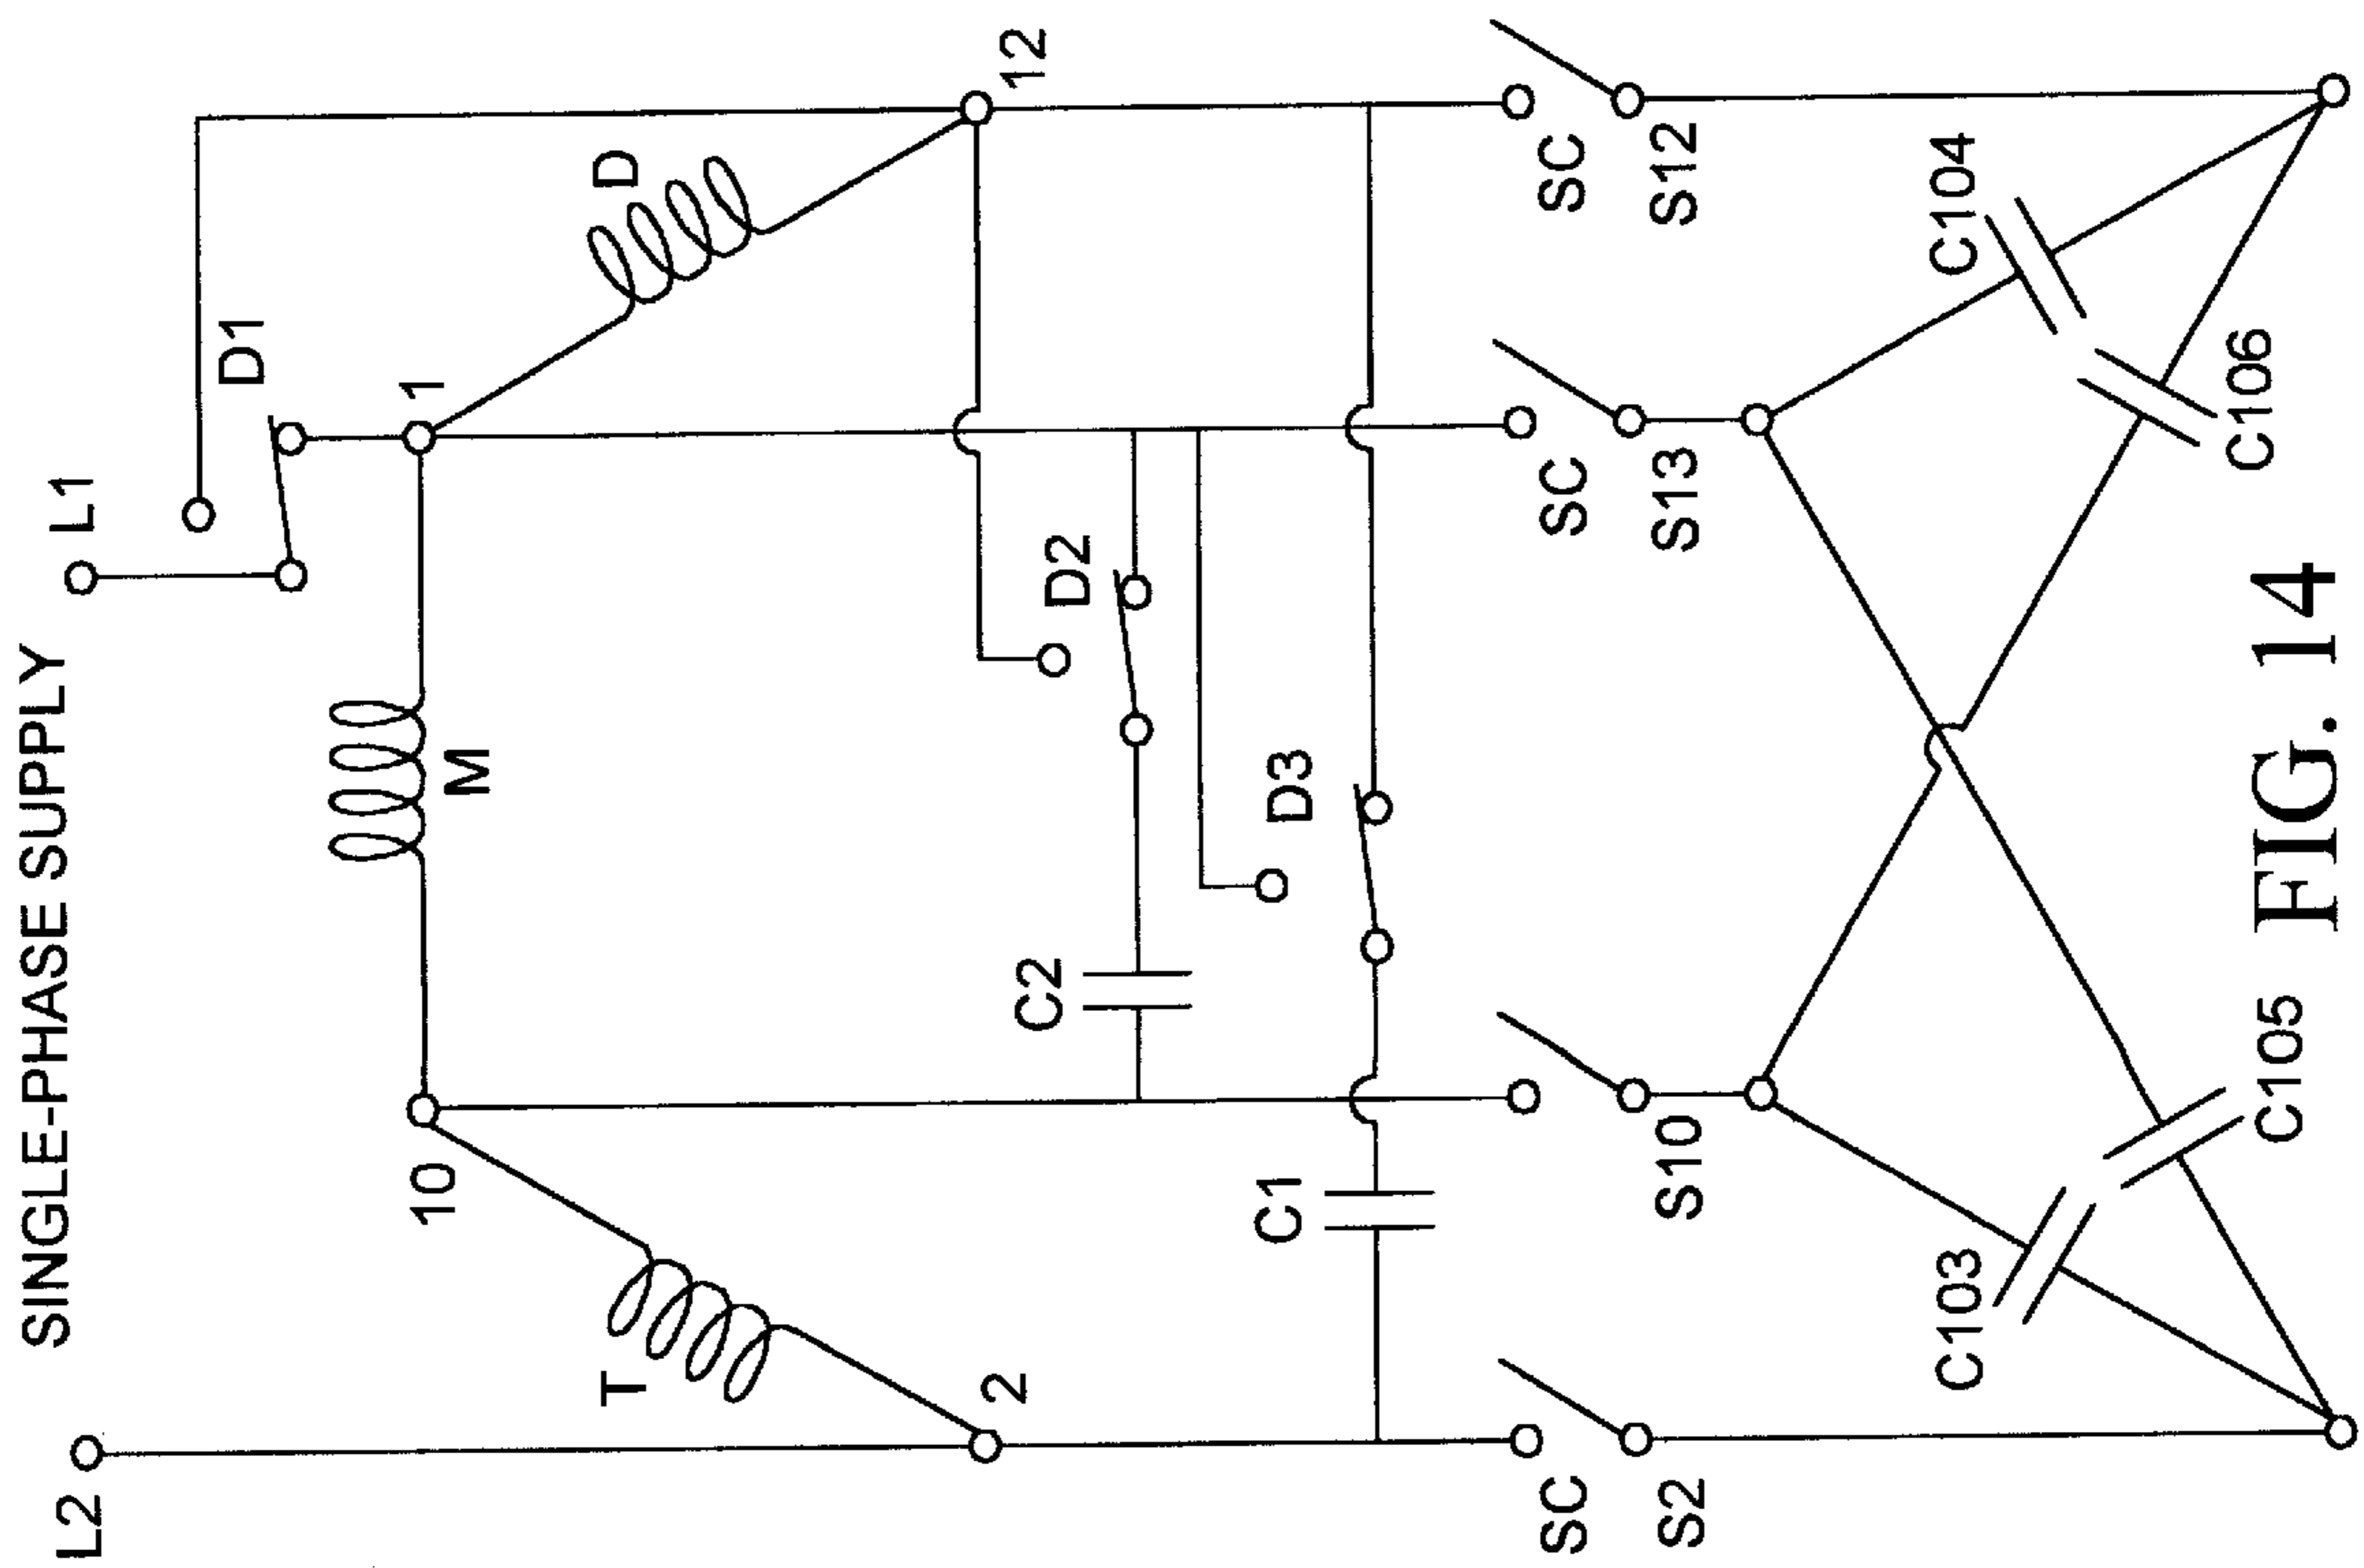 SINGLE-PHASE SUPPLY
L2
L1
D1
T
10
M
1
D
2
12
C2
D2
C1
D3
SC
SC
SC
S2
S10
S13
S12
C103
C104
C105
C106
FIG. 14